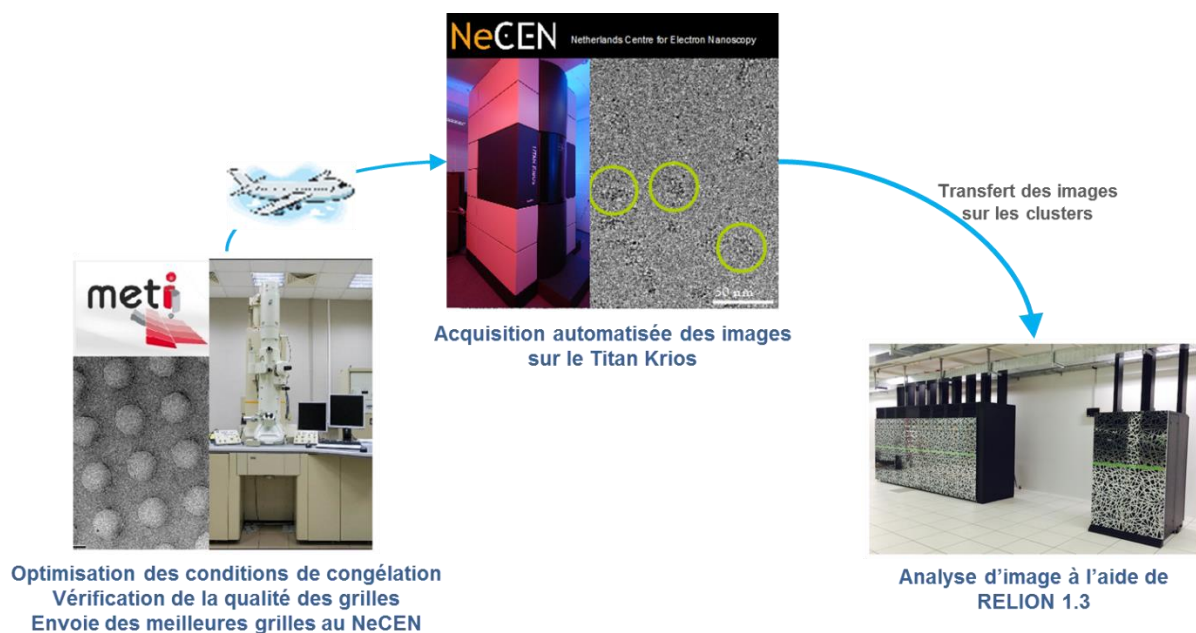 NeCEN Netherlands Centre for Electron Nanoscopy
50 nm
Transfert des images
sur les clusters
meti
Acquisition automatisée des images
sur le Titan Krios
Optimisation des conditions de congélation
Vérification de la qualité des grilles
Envoie des meilleures grilles au NeCEN
Analyse d’image à l’aide de
RELION 1.3